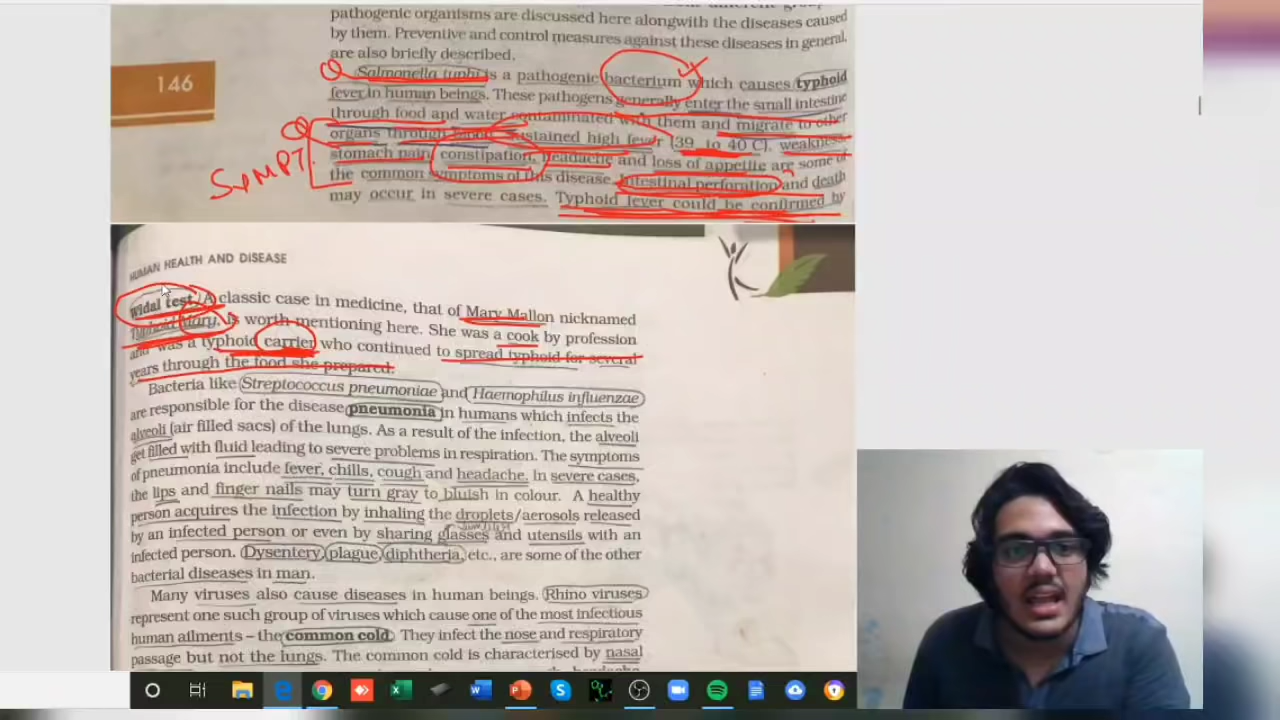 pathogenic organisms are discussed here alongwith the diseases caused
by them. Preventive and control measures against these diseases in general,
are also briefly described.
146
Salmonella typhi is a pathogenic bacterium which causes typhoid
fever in human beings. These pathogens generally enter the small intestine
through food and water contaminated with them and migrate to other
organs through blood. Sustained high fever (39 to 40 C), weakness,
stomach pain, constipation, headache and loss of appetite are some of
the common symptoms of this disease. Intestinal perforation and death
may occur in severe cases. Typhoid fever could be confirmed by
SYMPT
HUMAN HEALTH AND DISEASE
Widal test. A classic case in medicine, that of Mary Mallon nicknamed
Typhoid Mary, is worth mentioning here. She was a cook by profession
and was a typhoid carrier who continued to spread typhoid for several
years through the food she prepared.
Bacteria like Streptococcus pneumoniae and Haemophilus influenzae
are responsible for the disease pneumonia in humans which infects the
alveoli (air filled sacs) of the lungs. As a result of the infection, the alveoli
get filled with fluid leading to severe problems in respiration. The symptoms
of pneumonia include fever, chills, cough and headache. In severe cases,
the lips and finger nails may turn gray to bluish in colour. A healthy
person acquires the infection by inhaling the droplets/aerosols released
by an infected person or even by sharing glasses and utensils with an
infected person. Dysentery, plague, diphtheria, etc., are some of the other
bacterial diseases in man.
Many viruses also cause diseases in human beings. Rhino viruses
represent one such group of viruses which cause one of the most infectious
human ailments – the common cold. They infect the nose and respiratory
passage but not the lungs. The common cold is characterised by nasal